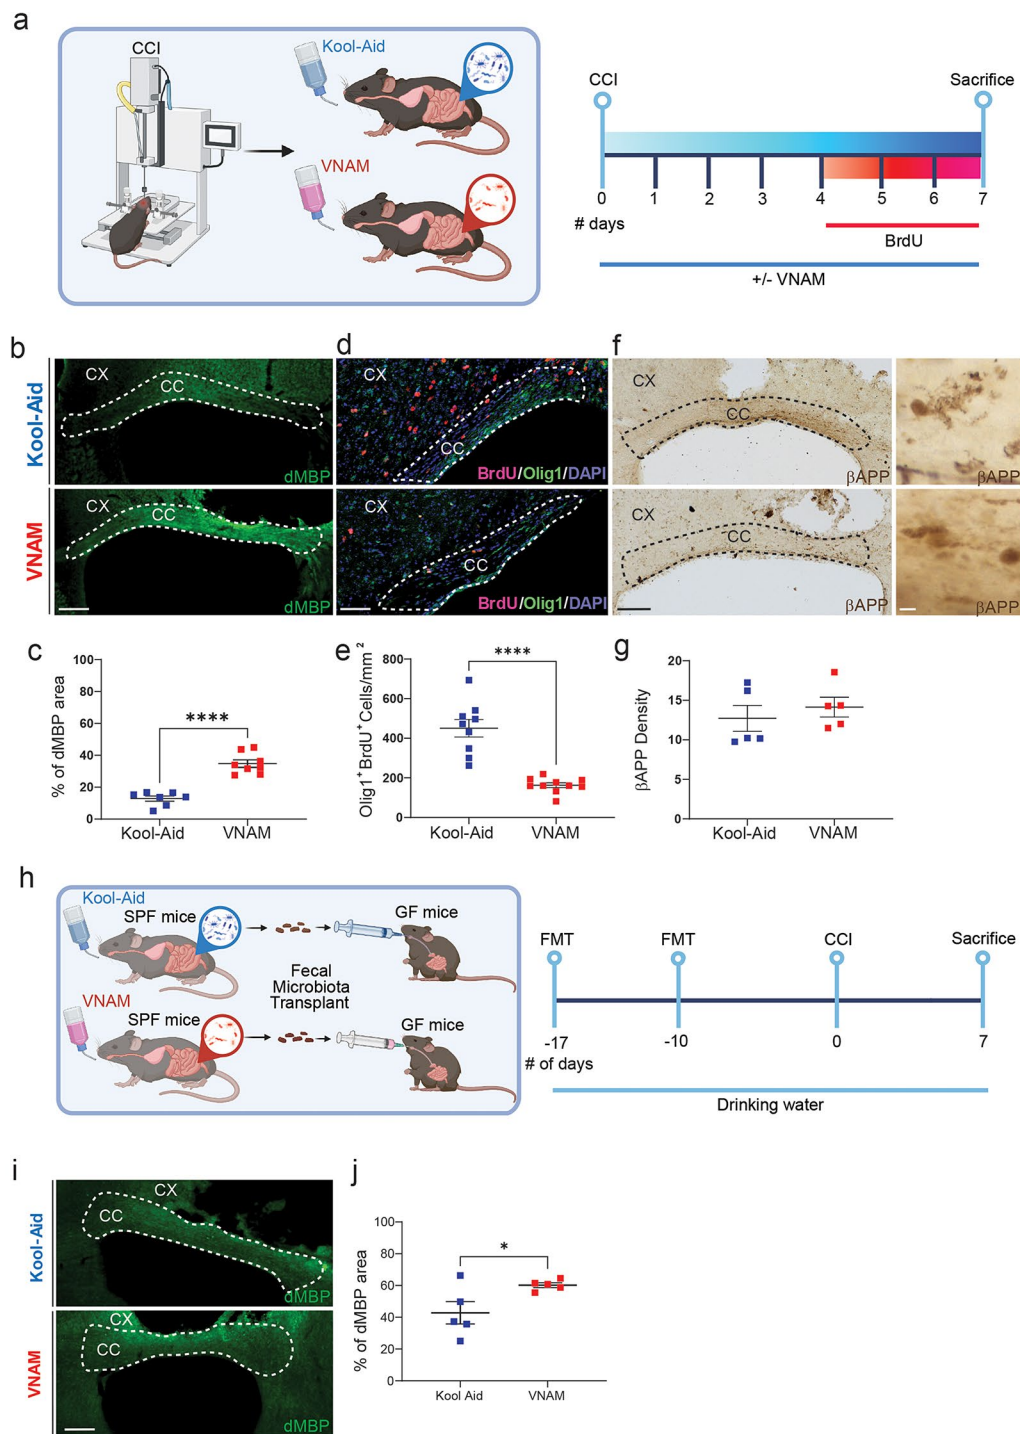 a
CCI
Kool-Aid
VNAM
CCI
Sacrifice
0 1 2 3 4 5 6 7
# days
BrdU
+/- VNAM
b
d
f
Kool-Aid
CX
CC
dMBP
CX
CC
BrdU/Olig1/DAPI
CX
CC
βAPP
βAPP
VNAM
CX
CC
dMBP
CX
CC
BrdU/Olig1/DAPI
CX
CC
βAPP
βAPP
c
% of dMBP area
100
80
60
40
20
0
****
Kool-Aid VNAM
e
Olig1+BrdU+Cells/mm2
800
600
400
200
0
****
Kool-Aid VNAM
g
βAPP Density
20
15
10
5
0
Kool-Aid VNAM
h
Kool-Aid
SPF mice
GF mice
Fecal
Microbiota
Transplant
VNAM
SPF mice
GF mice
FMT FMT CCI Sacrifice
-17 -10 0 7
# of days
Drinking water
i
Kool-Aid
CX
CC
dMBP
VNAM
CX
CC
dMBP
j
% of dMBP area
100
80
60
40
20
0
*
Kool Aid VNAM